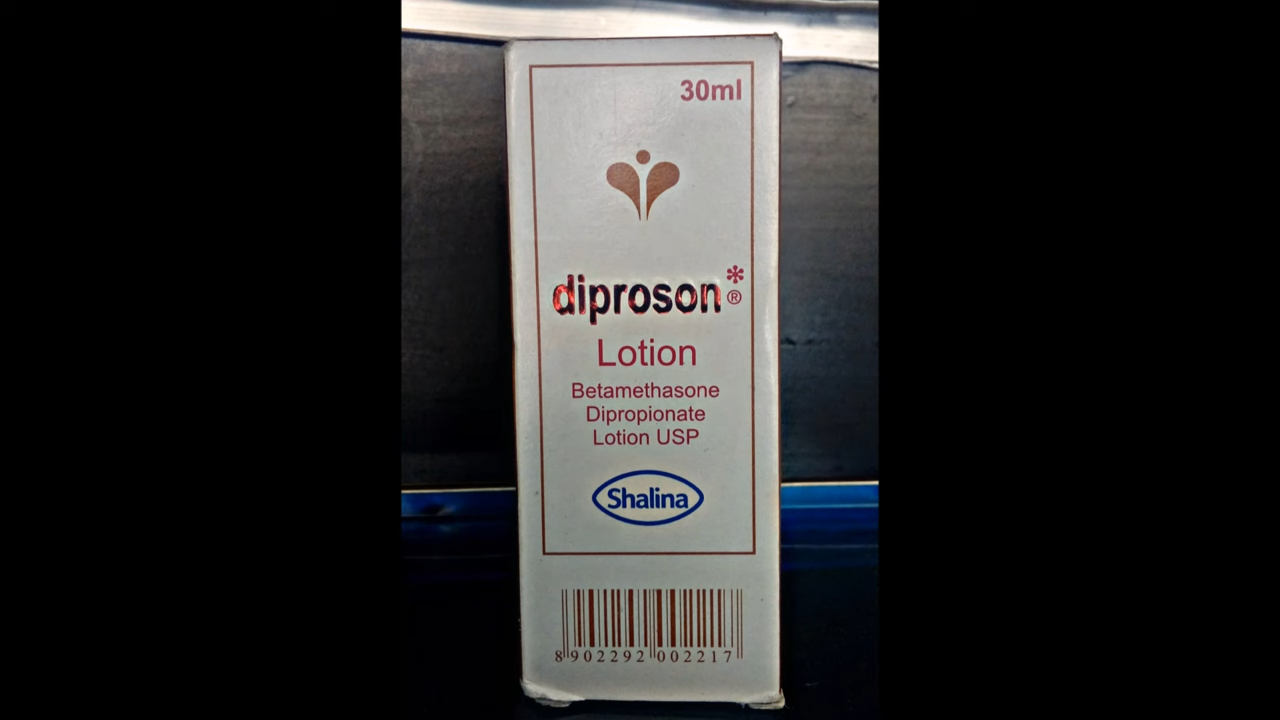 30ml
diproson*®
Lotion
Betamethasone
Dipropionate
Lotion USP
Shalina
8 902292 002217